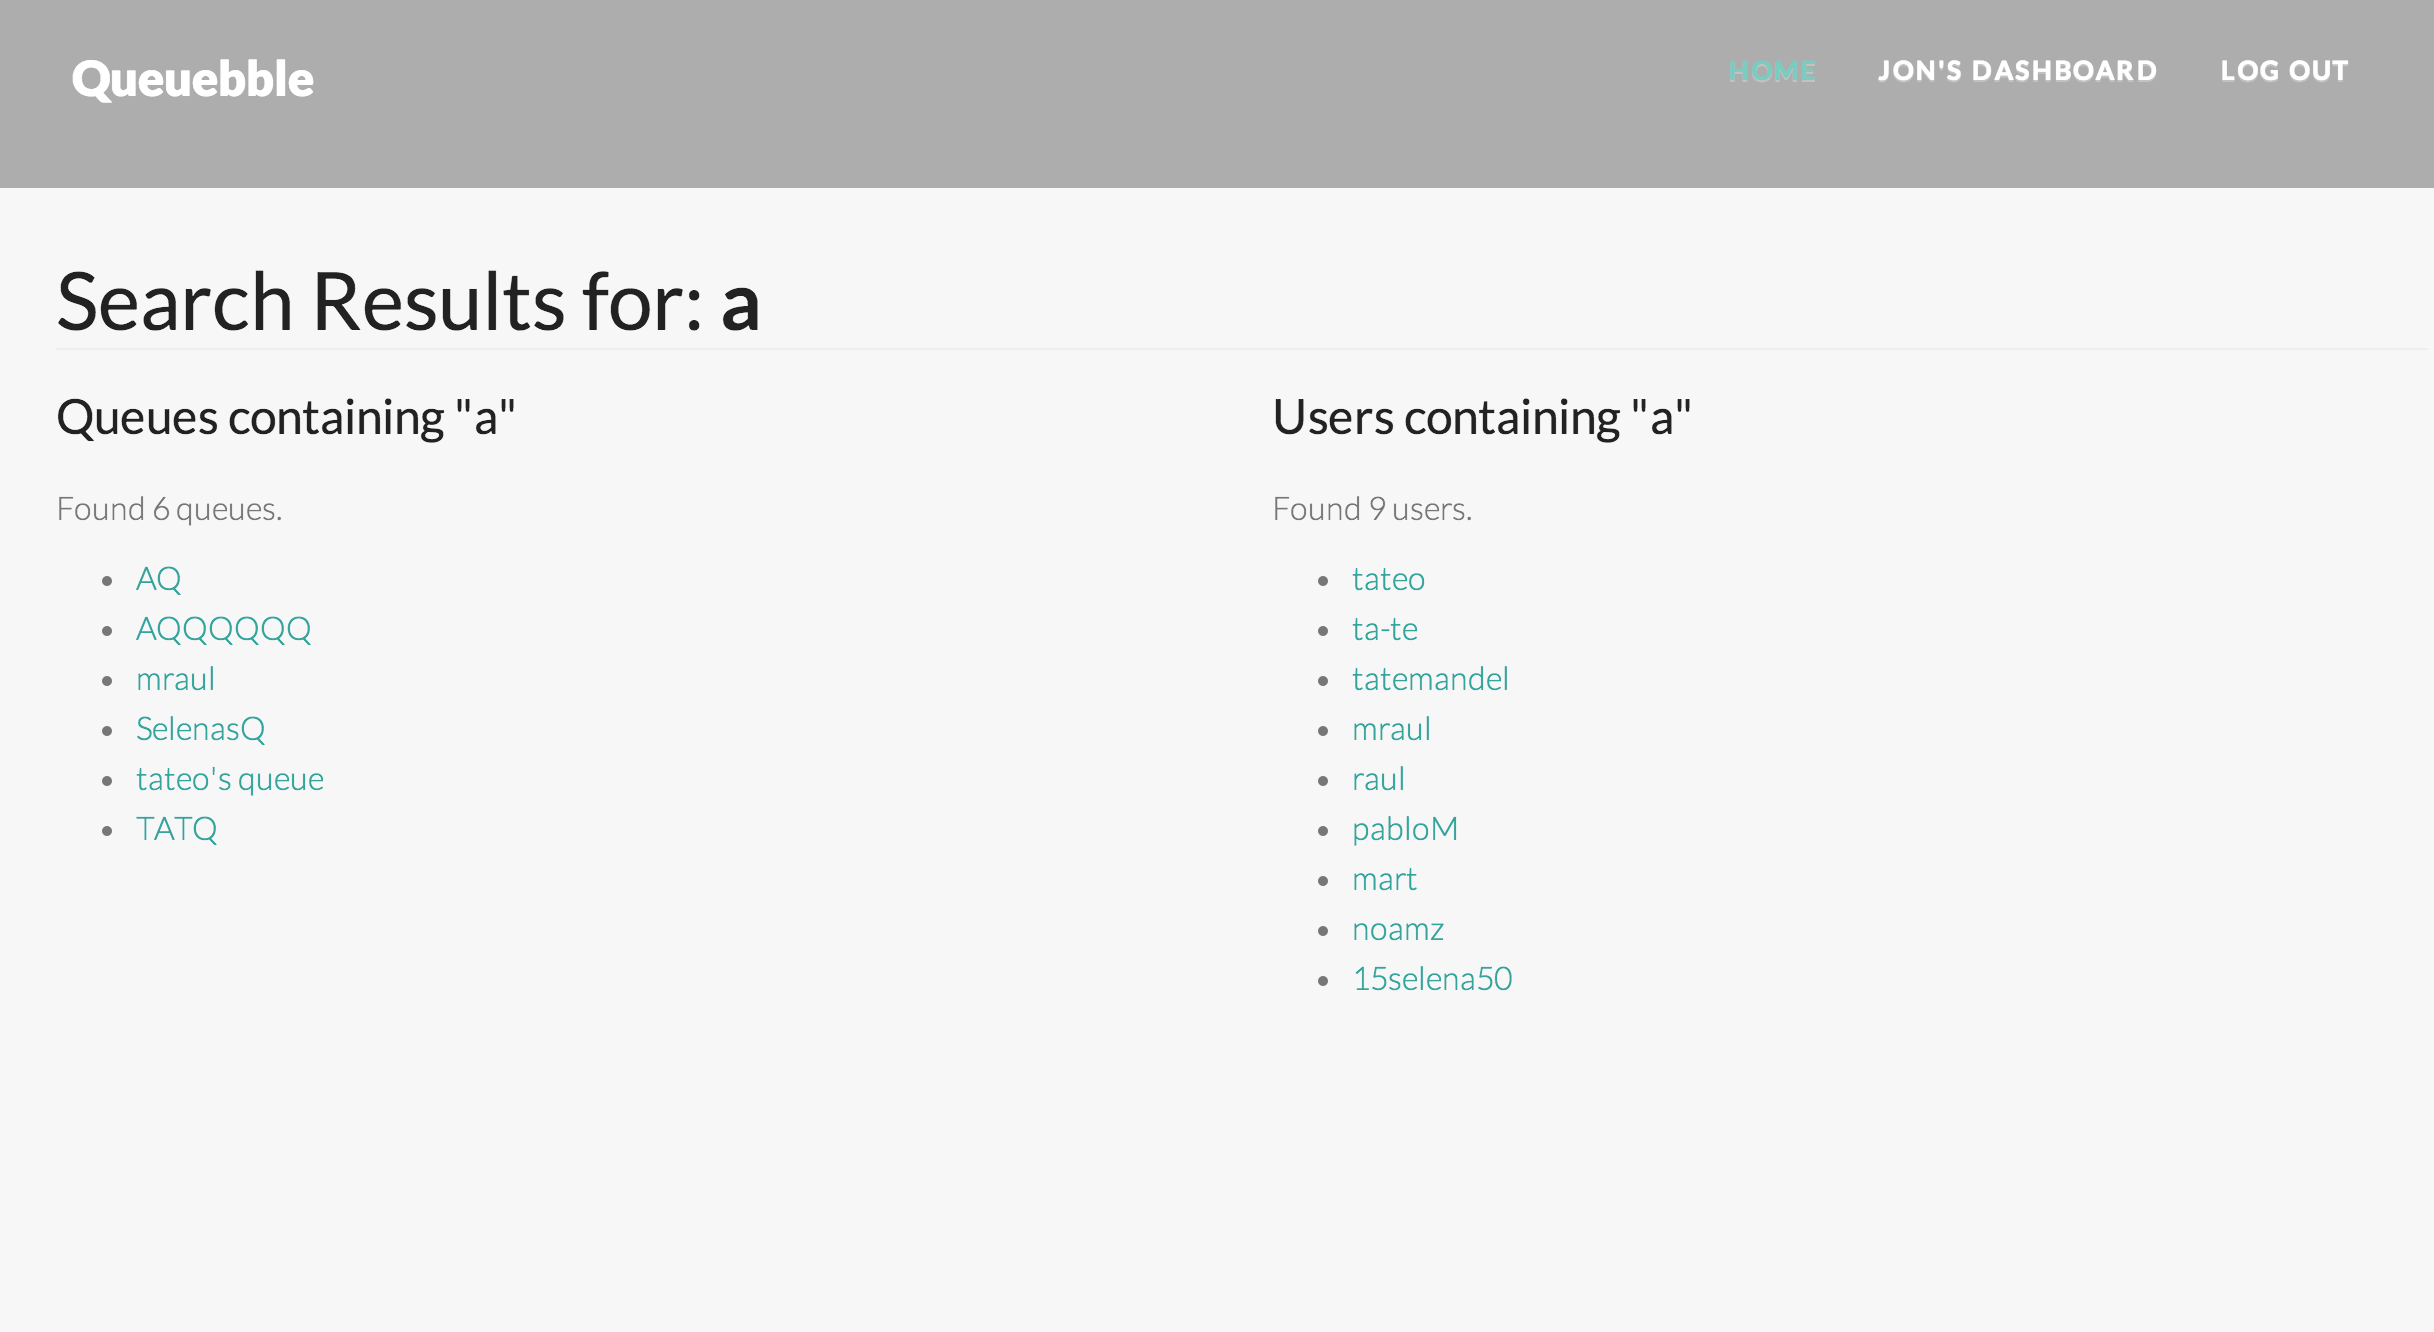 Queuebble
HOME JON'S DASHBOARD LOG OUT
Search Results for: a
Queues containing "a"
Found 6 queues.
AQ
AQQQQQQ
mraul
SelenasQ
tateo's queue
TATQ
Users containing "a"
Found 9 users.
tateo
ta-te
tatemandel
mraul
raul
pabloM
mart
noamz
15selena50